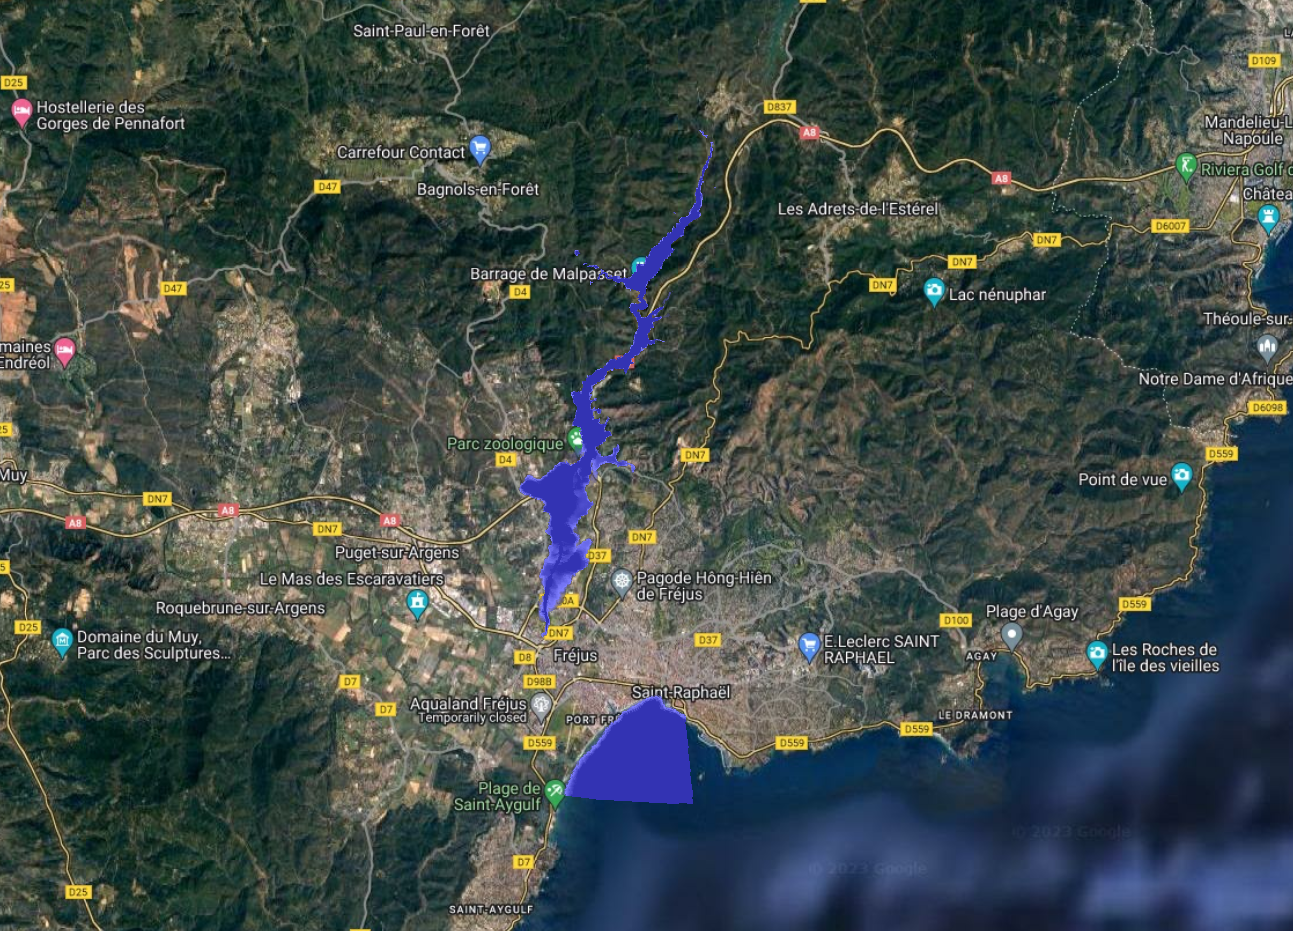 Saint-Paul-en-Forêt
D25
D109
Hostellerie des
Gorges de Pennafort
D837
A8
Mandelieu-L
Napoule
Carrefour Contact
Riviera Golf d
A8
D47
Bagnols-en-Forêt
Châtea
Les Adrets-de-l'Estérel
D6007
DN7
DN7
Barrage de Malpasset
D4
D47
25
DN7
Lac nénuphar
Théoule-sur-
maines
Endréol
Notre Dame d'Afrique
D6098
25
Parc zoologique
D4
DN7
D559
Muy
Point de vue
DN7
A8
A8
A8
DN7
DN7
Puget-sur-Argens
D37
Le Mas des Escaravatiers
Pagode Hông-Hiên
de Fréjus
5
0A
Roquebrune-sur-Argens
D559
Plage d'Agay
D25
D100
DN7
D37
Domaine du Muy,
Parc des Sculptures...
E.Leclerc SAINT
RAPHAEL
Les Roches de
l'île des vieilles
D8
Fréjus
AGAY
D7
D98B
Saint-Raphaël
D7
Aqualand Fréjus
Temporarily closed
PORT FR
LE DRAMONT
D559
D559
D559
Plage de
Saint-Aygulf
© 2023 Google
D7
© 2023 Google
D25
SAINT-AYGULF